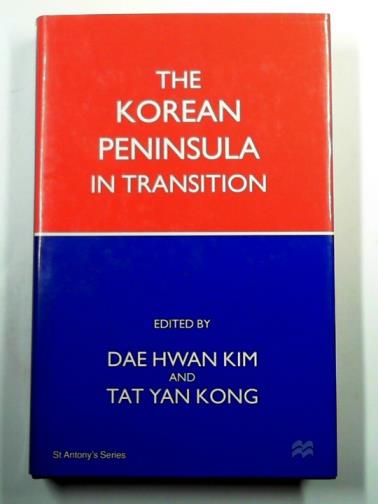 THE
KOREAN
PENINSULA
IN TRANSITION
EDITED BY
DAE HWAN KIM
AND
TAT YAN KONG
St Antony's Series